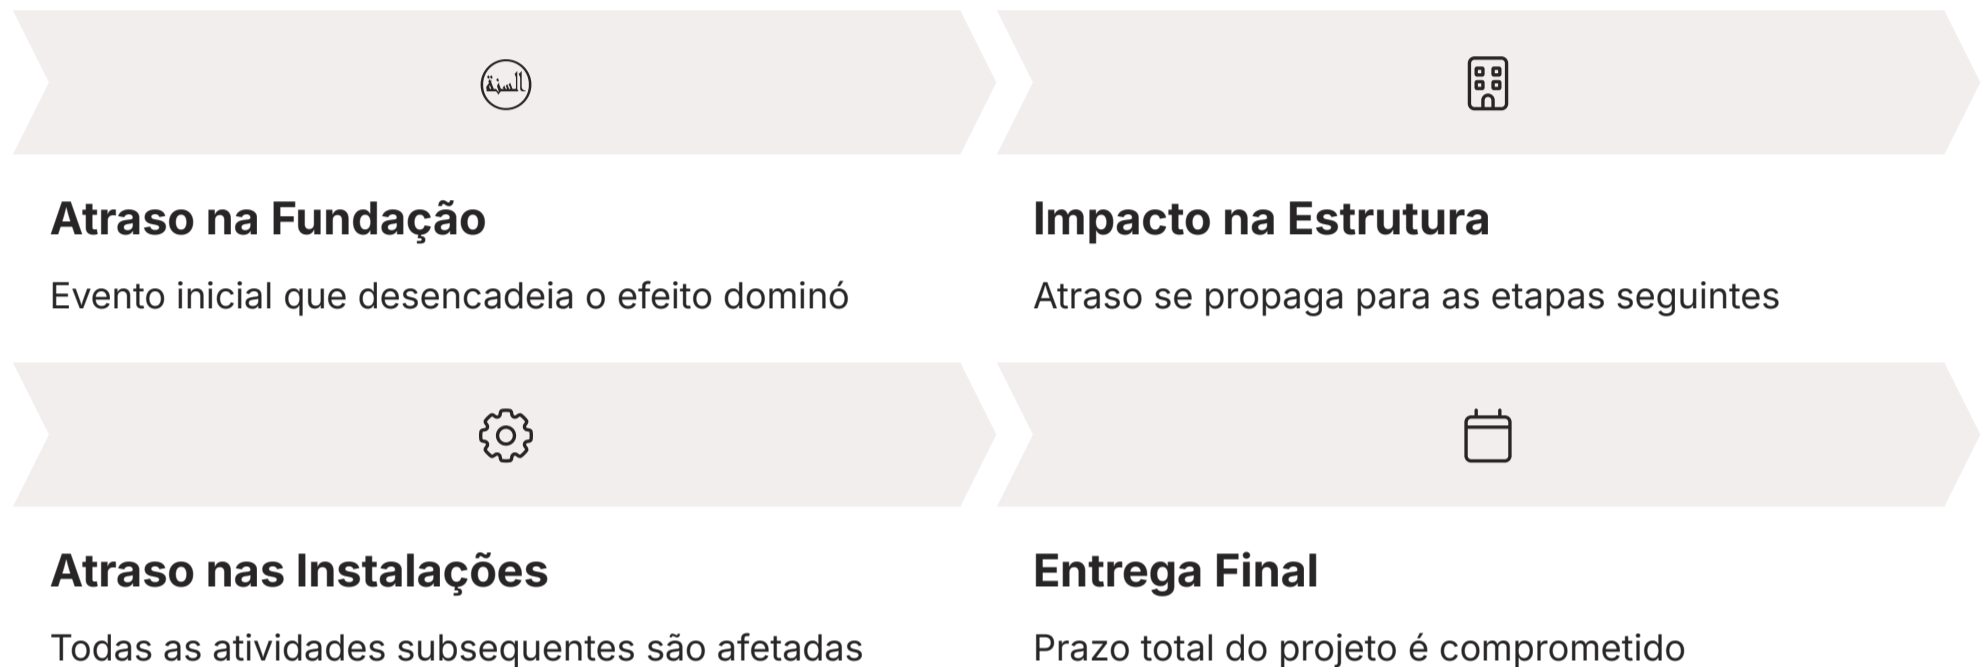 السنة
Atraso na Fundação
Evento inicial que desencadeia o efeito dominó
Impacto na Estrutura
Atraso se propaga para as etapas seguintes
Atraso nas Instalações
Todas as atividades subsequentes são afetadas
Entrega Final
Prazo total do projeto é comprometido